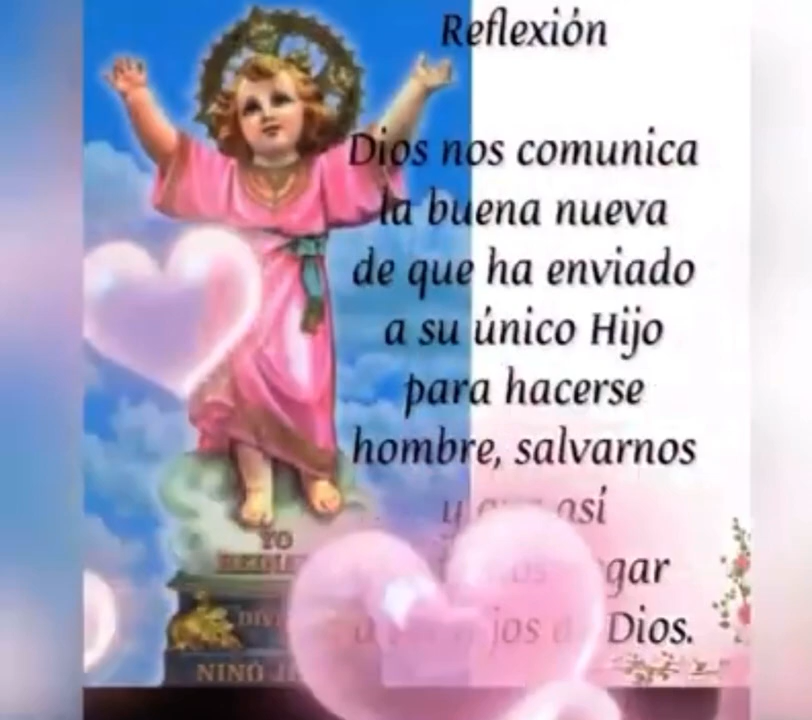 Reflexión
Dios nos comunica
la buena nueva
de que ha enviado
a su único Hijo
para hacerse
hombre, salvarnos
y así
Dios.
YO
NIÑO